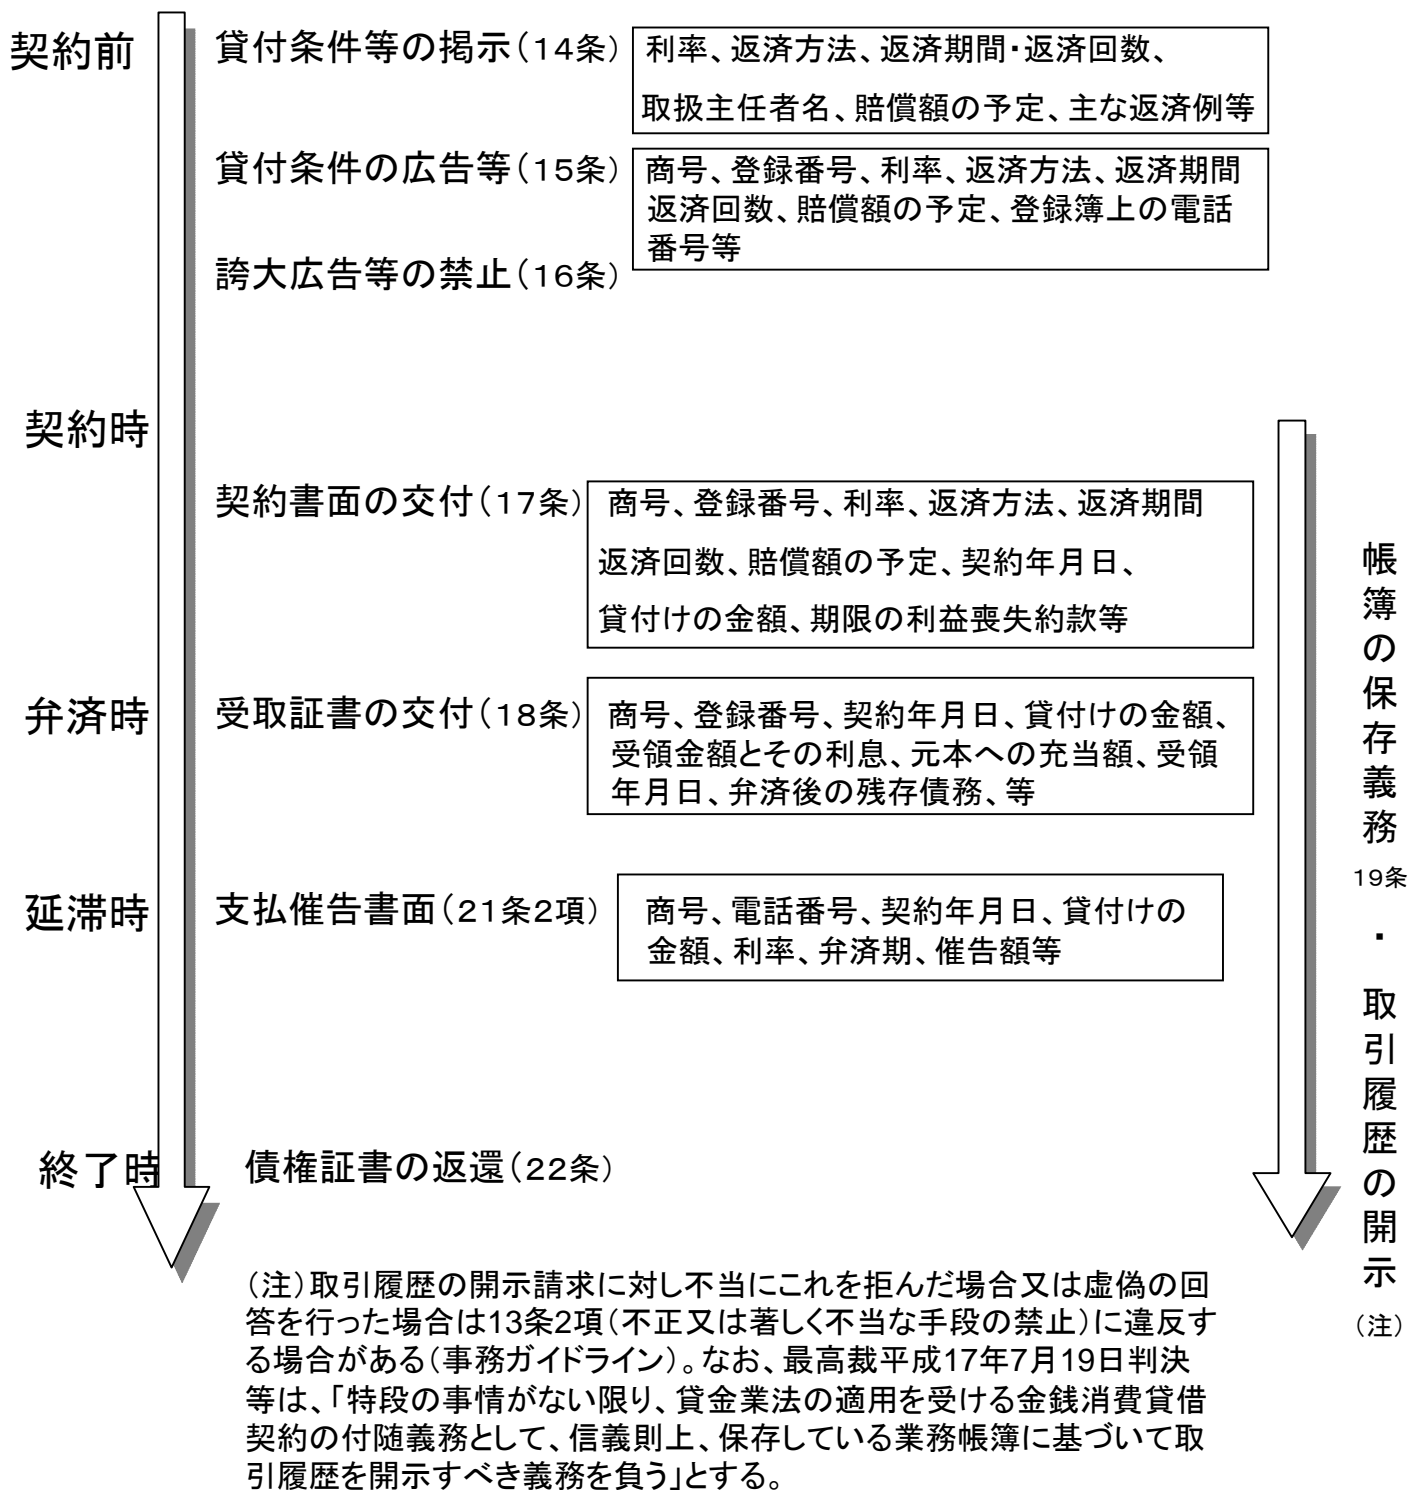 契約前
貸付条件等の掲示(14条)
利率、返済方法、返済期間・返済回数、
取扱主任者名、賠償額の予定、主な返済例等
貸付条件の広告等(15条)
商号、登録番号、利率、返済方法、返済期間
返済回数、賠償額の予定、登録簿上の電話
番号等
誇大広告等の禁止(16条)
契約時
契約書面の交付(17条)
商号、登録番号、利率、返済方法、返済期間
返済回数、賠償額の予定、契約年月日、
貸付けの金額、期限の利益喪失約款等
弁済時
受取証書の交付(18条)
商号、登録番号、契約年月日、貸付けの金額、
受領金額とその利息、元本への充当額、受領
年月日、弁済後の残存債務、等
延滞時
支払催告書面(21条2項)
商号、電話番号、契約年月日、貸付けの
金額、利率、弁済期、催告額等
終了時
債権証書の返還(22条)
帳簿の保存義務
19条
・
取引履歴の開示
(注)
(注)取引履歴の開示請求に対し不当にこれを拒んだ場合又は虚偽の回
答を行った場合は13条2項(不正又は著しく不当な手段の禁止)に違反す
る場合がある(事務ガイドライン)。なお、最高裁平成17年7月19日判決
等は、「特段の事情がない限り、貸金業法の適用を受ける金銭消費貸借
契約の付随義務として、信義則上、保存している業務帳簿に基づいて取
引履歴を開示すべき義務を負う」とする。